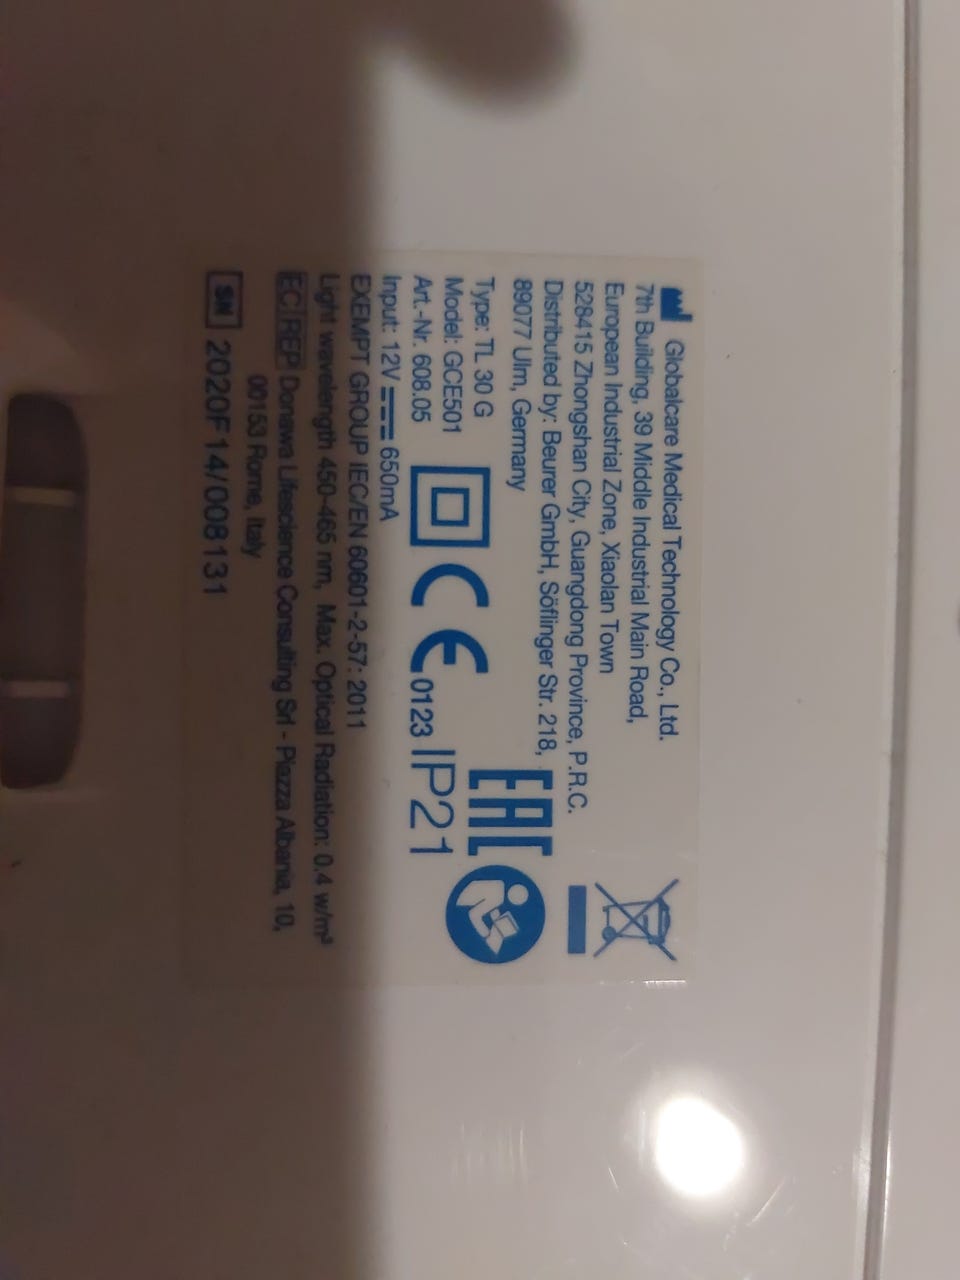 Globalcare Medical Technology Co., Ltd.
7th Building, 39 Middle Industrial Main Road,
European Industrial Zone, Xiaolan Town
528415 Zhongshan City, Guangdong Province, P.R.C.
Distributed by: Beurer GmbH, Söflinger Str. 218,
89077 Ulm, Germany
Type: TL 30 G
Model: GCE501
Art.-Nr. 608.05
Input: 12V 650mA
CE 0123 IP21
EAC
EXEMPT GROUP IEC/EN 60601-2-57: 2011
Light wavelength 450-465 nm, Max. Optical Radiation: 0,4 w/m²
EC REP Donawa Lifescience Consulting Srl - Piazza Albania, 10,
00153 Rome, Italy
SN 2020F14/008131